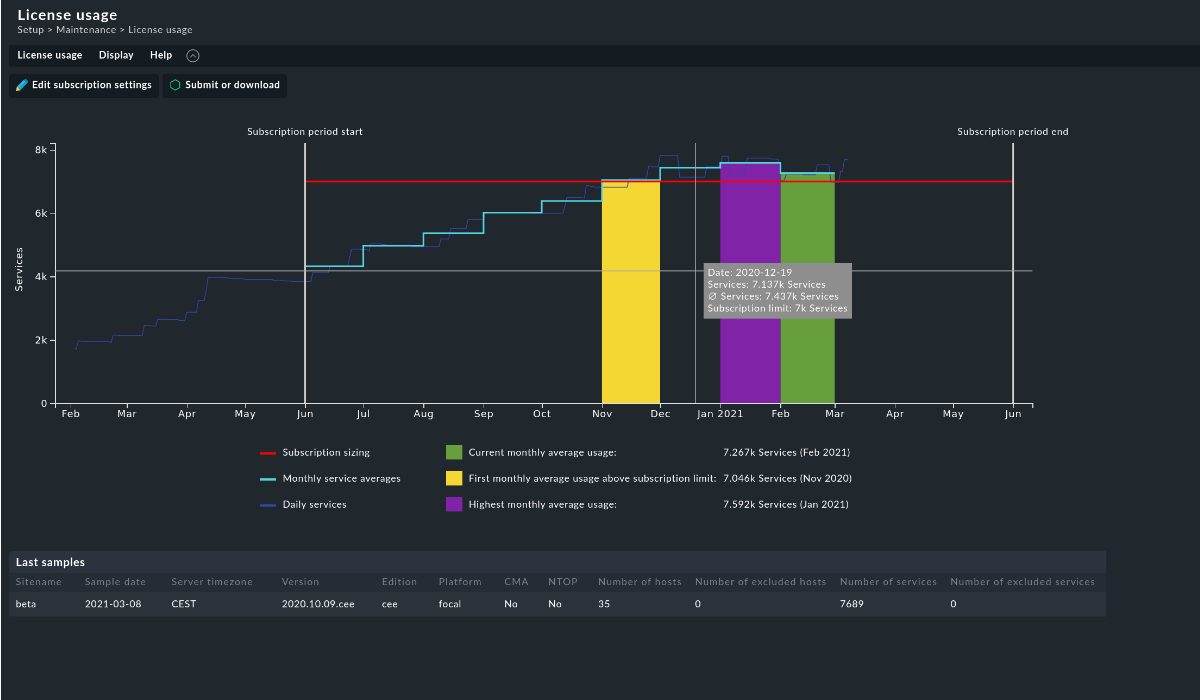 License usage
Setup > Maintenance > License usage
License usage Display Help
Edit subscription settings Submit or download
Subscription period start Subscription period end
8k
6k
4k
2k
0
Services
Date: 2020-12-19
Services: 7.137k Services
∅ Services: 7.437k Services
Subscription limit: 7k Services
Feb Mar Apr May Jun Jul Aug Sep Oct Nov Dec Jan 2021 Feb Mar Apr May Jun
Subscription sizing Current monthly average usage: 7.267k Services (Feb 2021)
Monthly service averages First monthly average usage above subscription limit: 7.046k Services (Nov 2020)
Daily services Highest monthly average usage: 7.592k Services (Jan 2021)
Last samples
Sitename Sample date Server timezone Version Edition Platform CMA NTOP Number of hosts Number of excluded hosts Number of services Number of excluded services
beta 2021-03-08 CEST 2020.10.09.cee cee focal No No 35 0 7689 0